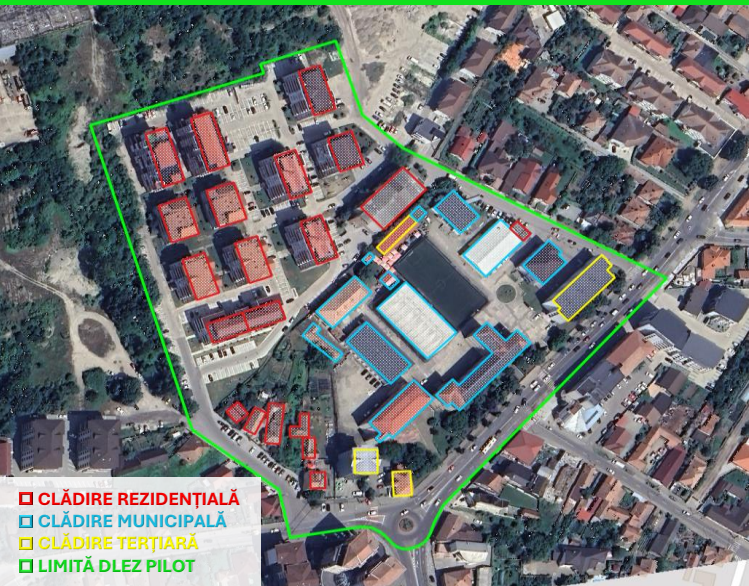 CLĂDIRE REZIDENȚIALĂ
CLĂDIRE MUNICIPALĂ
CLĂDIRE TERȚIARĂ
LIMITĂ DLEZ PILOT